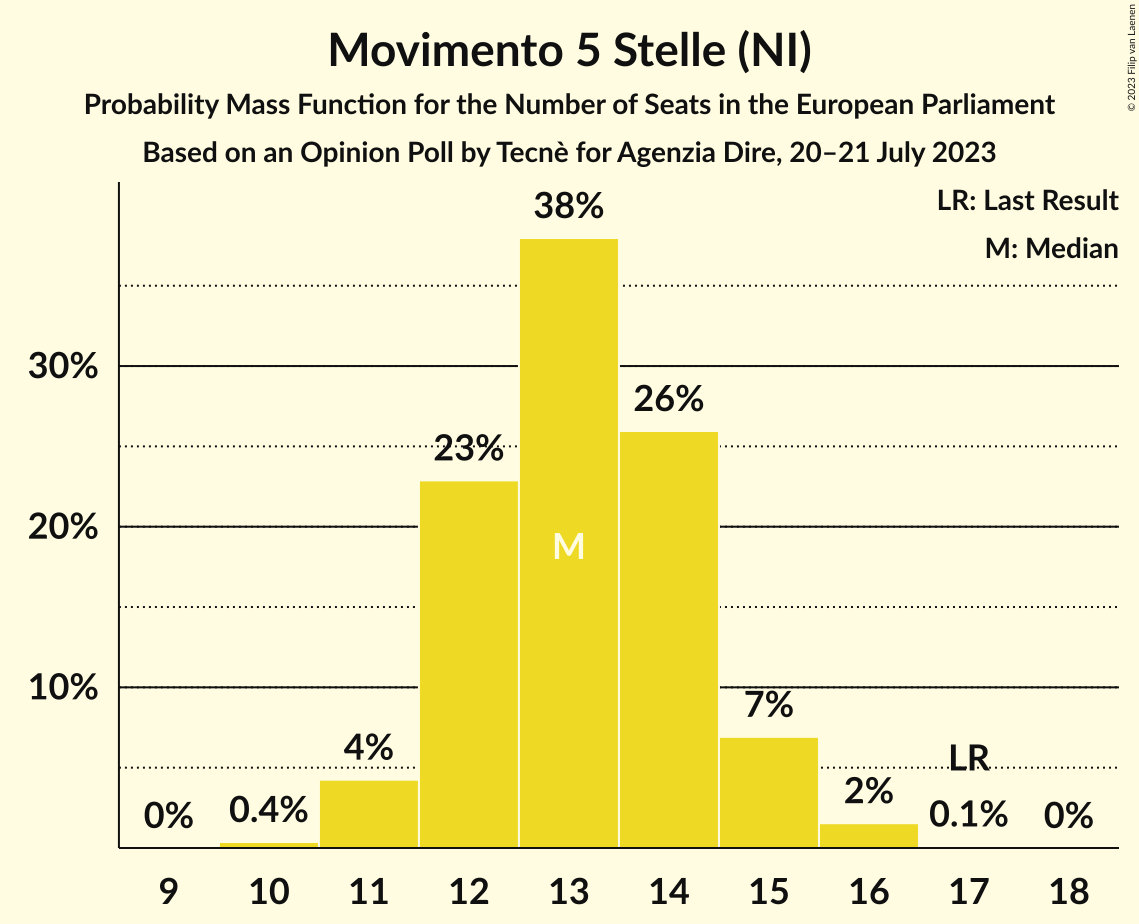 Movimento 5 Stelle (NI)
Probability Mass Function for the Number of Seats in the European Parliament
Based on an Opinion Poll by Tecnè for Agenzia Dire, 20–21 July 2023
© 2023 Filip van Laenen
LR: Last Result
M: Median
38%
30%
26%
23%
20%
M
10%
7%
4%
LR
2%
0%
0.4%
0.1%
0%
9 10 11 12 13 14 15 16 17 18